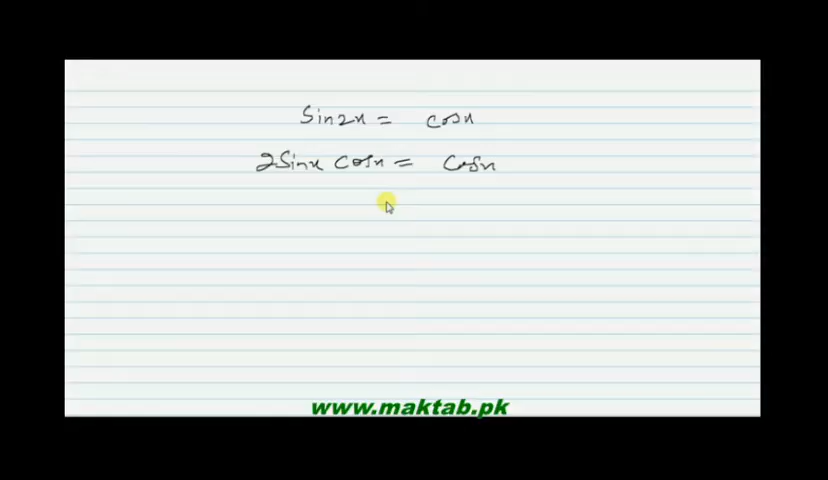 Sin2x = cosx
2Sinx cosx = cosx
www.maktab.pk